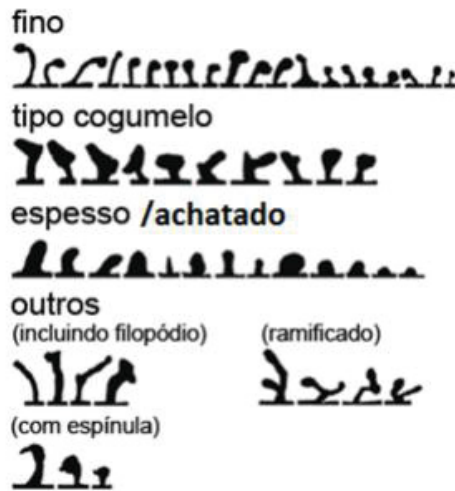 fino
tipo cogumelo
espesso /achatado
outros
(incluindo filopódio) (ramificado)
(com espínula)